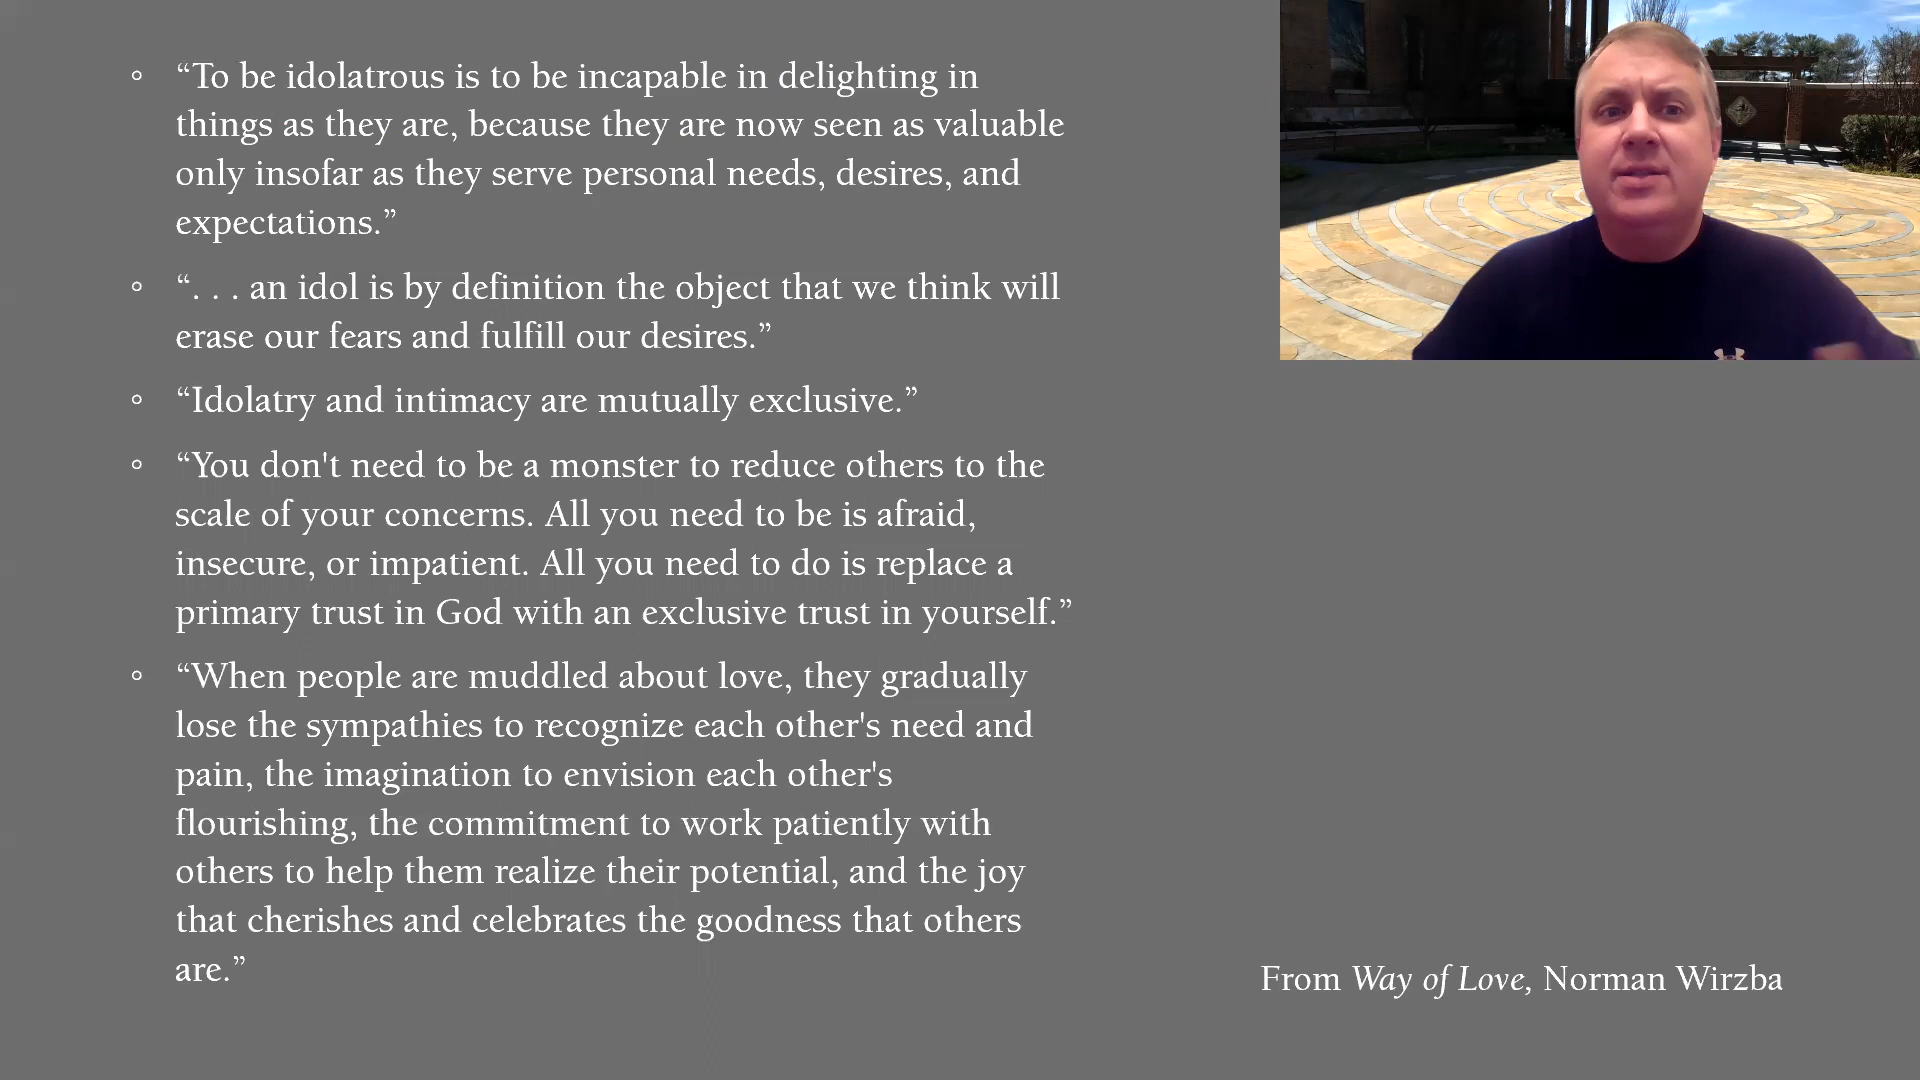 “To be idolatrous is to be incapable in delighting in
things as they are, because they are now seen as valuable
only insofar as they serve personal needs, desires, and
expectations.”
“. . . an idol is by definition the object that we think will
erase our fears and fulfill our desires.”
“Idolatry and intimacy are mutually exclusive.”
“You don't need to be a monster to reduce others to the
scale of your concerns. All you need to be is afraid,
insecure, or impatient. All you need to do is replace a
primary trust in God with an exclusive trust in yourself.”
“When people are muddled about love, they gradually
lose the sympathies to recognize each other's need and
pain, the imagination to envision each other's
flourishing, the commitment to work patiently with
others to help them realize their potential, and the joy
that cherishes and celebrates the goodness that others
are.”
From Way of Love, Norman Wirzba